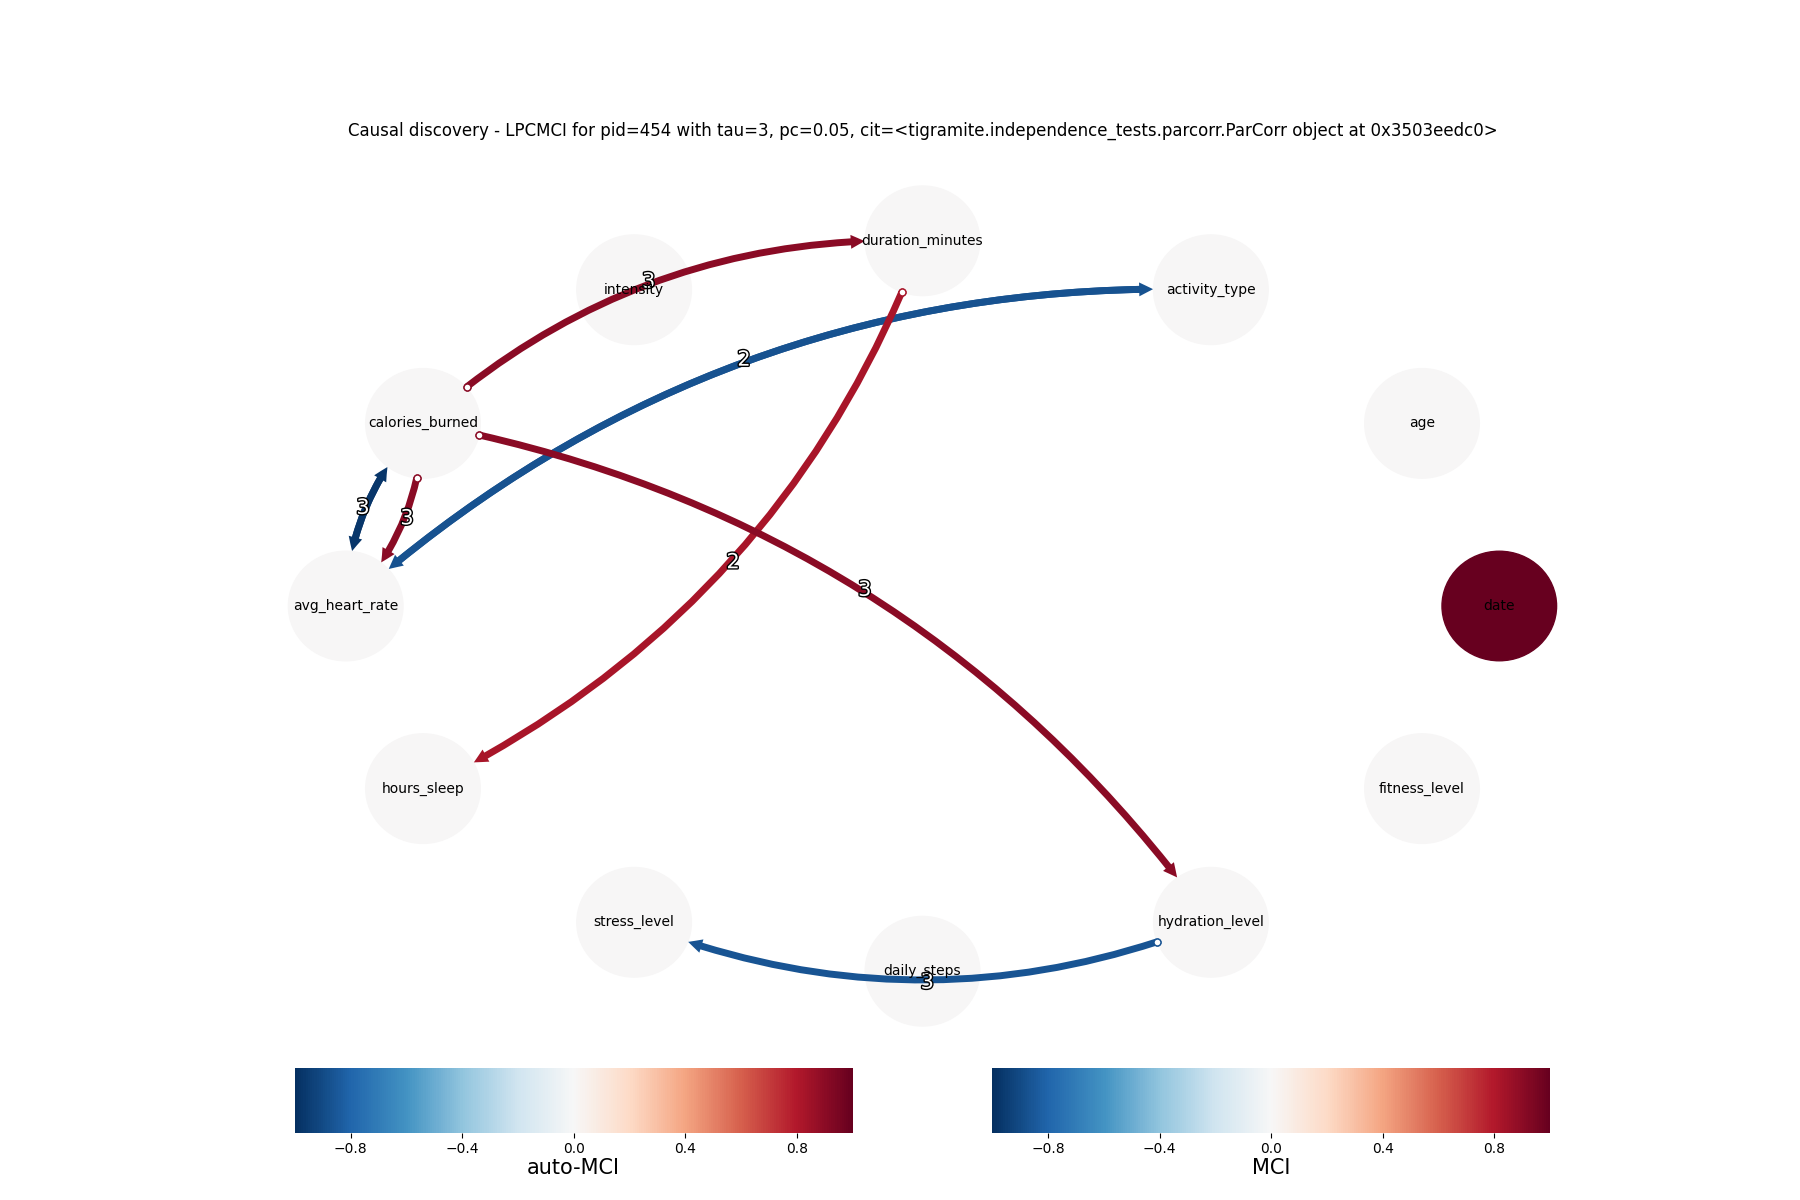 Causal discovery - LPCMCI for pid=454 with tau=3, pc=0.05, cit=<tigramite.independence_tests.parcorr.ParCorr object at 0x3503eedc0>
duration_minutes
3
intensity
activity_type
2
calories_burned
age
3
3
2
3
avg_heart_rate
date
hours_sleep
fitness_level
stress_level
hydration_level
daily_steps
3
−0.8 −0.4 0.0 0.4 0.8
auto-MCI
−0.8 −0.4 0.0 0.4 0.8
MCI